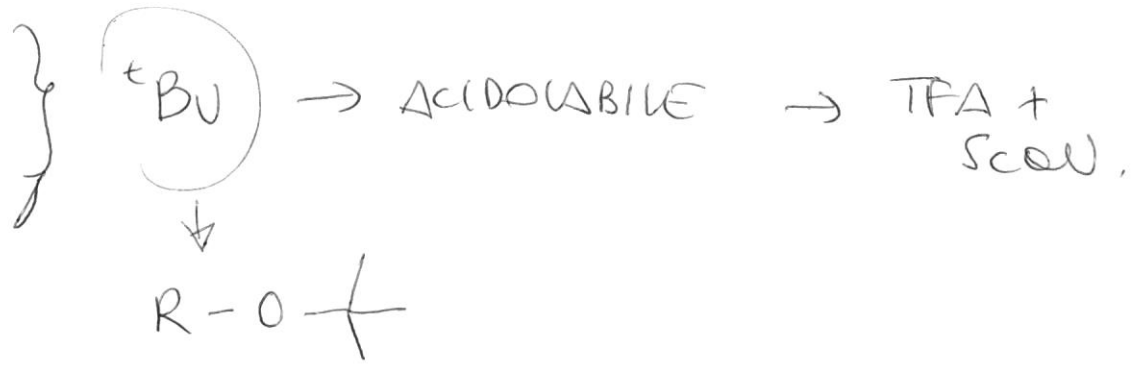 } tBU → ACIDOLABILE → TFA +
SCAV.
↓
R - O